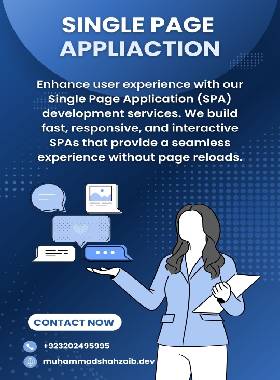 SINGLE PAGE
APPLIACTION
Enhance user experience with our
Single Page Application (SPA)
development services. We build
fast, responsive, and interactive
SPAs that provide a seamless
experience without page reloads.
CONTACT NOW
+923202495995
muhammadshahzaib.dev